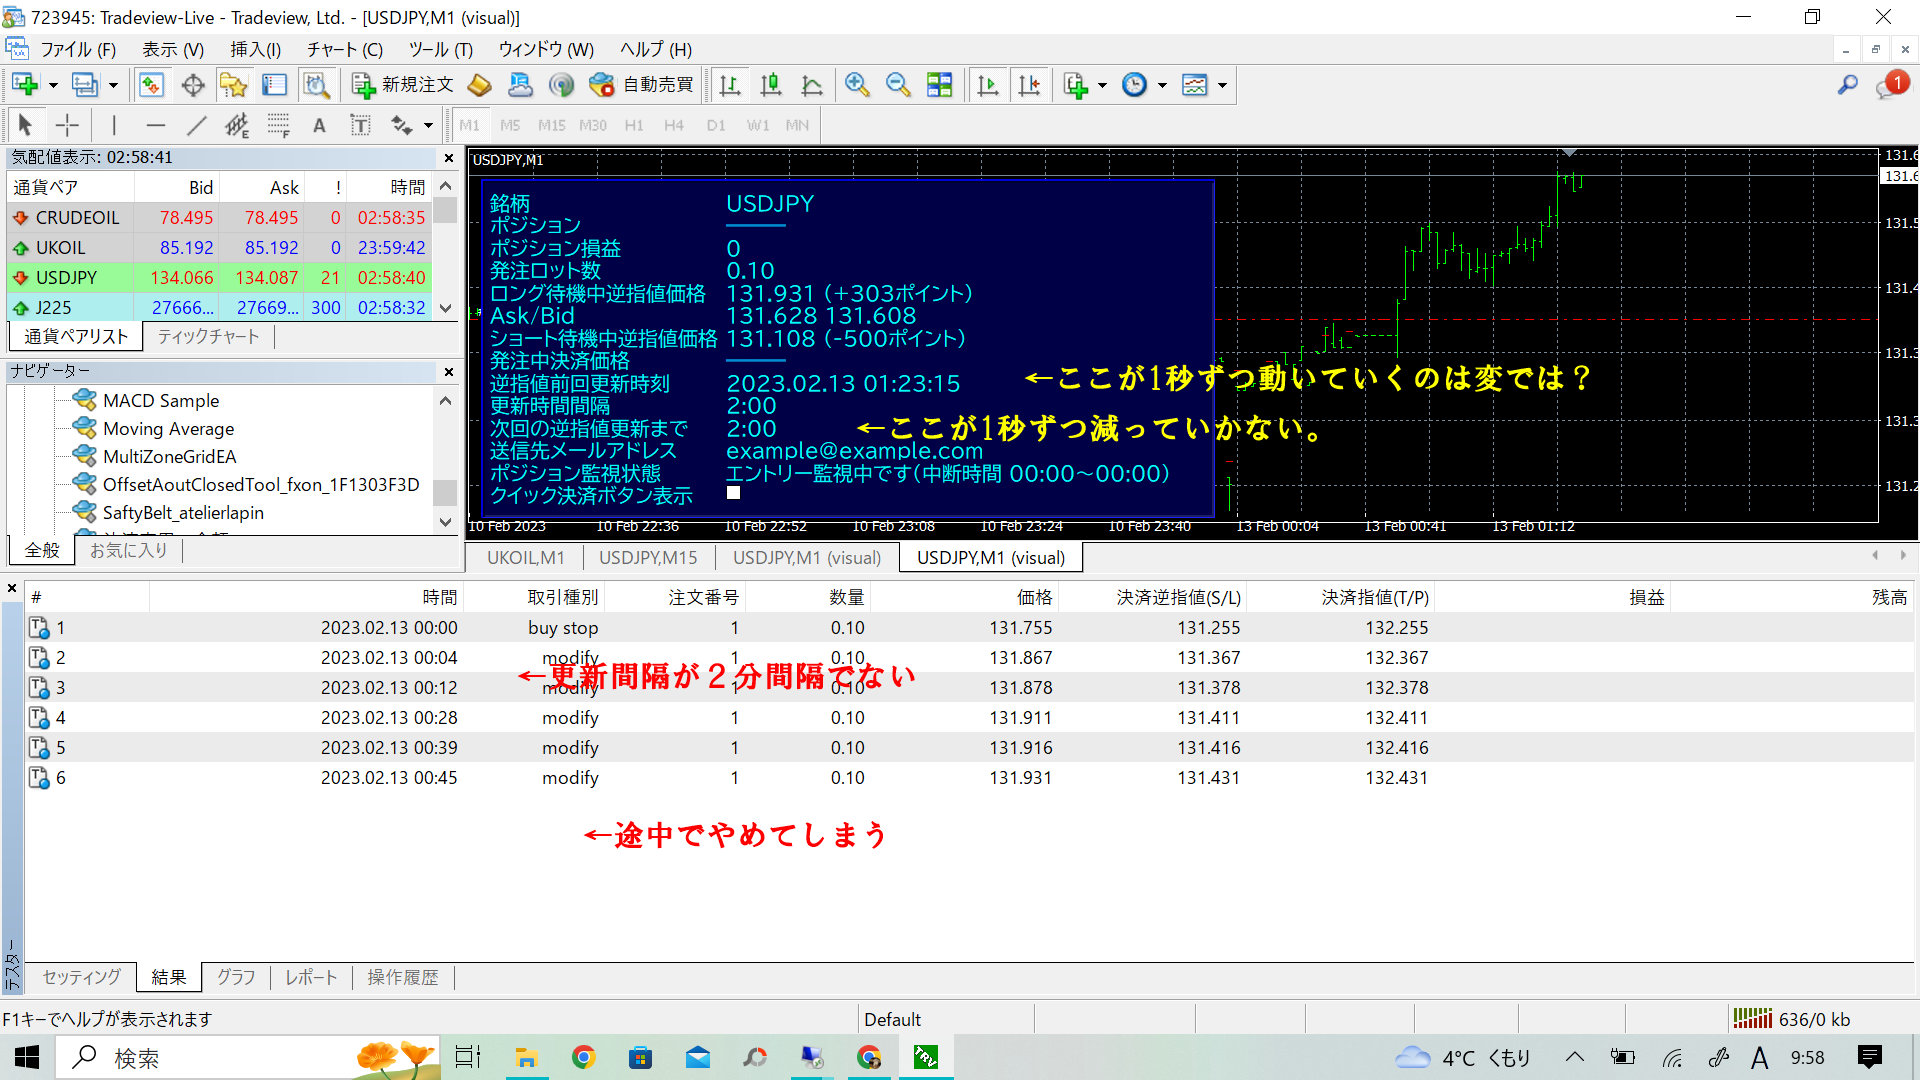 723945: Tradeview-Live - Tradeview, Ltd. - [USDJPY,M1 (visual)]
ファイル (F) 表示 (V) 挿入(I) チャート (C) ツール (T) ウィンドウ (W) ヘルプ (H)
新規注文 自動売買 1
A T M1 M5 M15 M30 H1 H4 D1 W1 MN
気配値表示: 02:58:41
通貨ペア Bid Ask ! 時間
CRUDEOIL 78.495 78.495 0 02:58:35
UKOIL 85.192 85.192 0 23:59:42
USDJPY 134.066 134.087 21 02:58:40
J225 27666... 27669... 300 02:58:32
通貨ペアリスト ティックチャート
ナビゲーター
MACD Sample
Moving Average
MultiZoneGridEA
OffsetAoutClosedTool_fxon_1F1303F3D
SaftyBelt_atelierlapin
全般 お気に入り
USDJPY,M1
銘柄 USDJPY
ポジション
ポジション損益 0
発注ロット数 0.10
ロング待機中逆指値価格 131.931 (+303ポイント)
Ask/Bid 131.628 131.608
ショート待機中逆指値価格 131.108 (-500ポイント)
発注中決済価格
逆指値前回更新時刻 2023.02.13 01:23:15 ←ここが1秒ずつ動いていくのは変では？
更新時間間隔 2:00
次回の逆指値更新まで 2:00 ←ここが1秒ずつ減っていかない。
送信先メールアドレス example@example.com
ポジション監視状態 エントリー監視中です(中断時間 00:00～00:00)
クイック決済ボタン表示
131.6
131.6
131.5
131.4
131.3
131.3
131.2
10 Feb 2023 10 Feb 22:36 10 Feb 22:52 10 Feb 23:08 10 Feb 23:24 10 Feb 23:40 13 Feb 00:04 13 Feb 00:41 13 Feb 01:12
UKOIL,M1 USDJPY,M15 USDJPY,M1 (visual) USDJPY,M1 (visual)
# 時間 取引種別 注文番号 数量 価格 決済逆指値(S/L) 決済指値(T/P) 損益 残高
1 2023.02.13 00:00 buy stop 1 0.10 131.755 131.255 132.255
2 2023.02.13 00:04 modify 1 0.10 131.867 131.367 132.367
←更新間隔が２分間隔でない
3 2023.02.13 00:12 modify 1 0.10 131.878 131.378 132.378
4 2023.02.13 00:28 modify 1 0.10 131.911 131.411 132.411
5 2023.02.13 00:39 modify 1 0.10 131.916 131.416 132.416
6 2023.02.13 00:45 modify 1 0.10 131.931 131.431 132.431
←途中でやめてしまう
テスター
セッティング 結果 グラフ レポート 操作履歴
F1キーでヘルプが表示されます Default 636/0 kb
検索 TRV 4°C くもり A 9:58